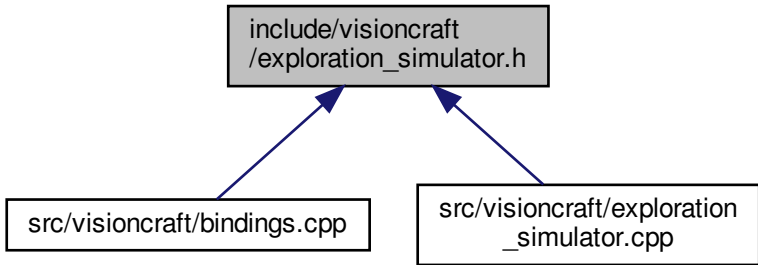 include/visioncraft
/exploration_simulator.h
src/visioncraft/bindings.cpp
src/visioncraft/exploration
_simulator.cpp